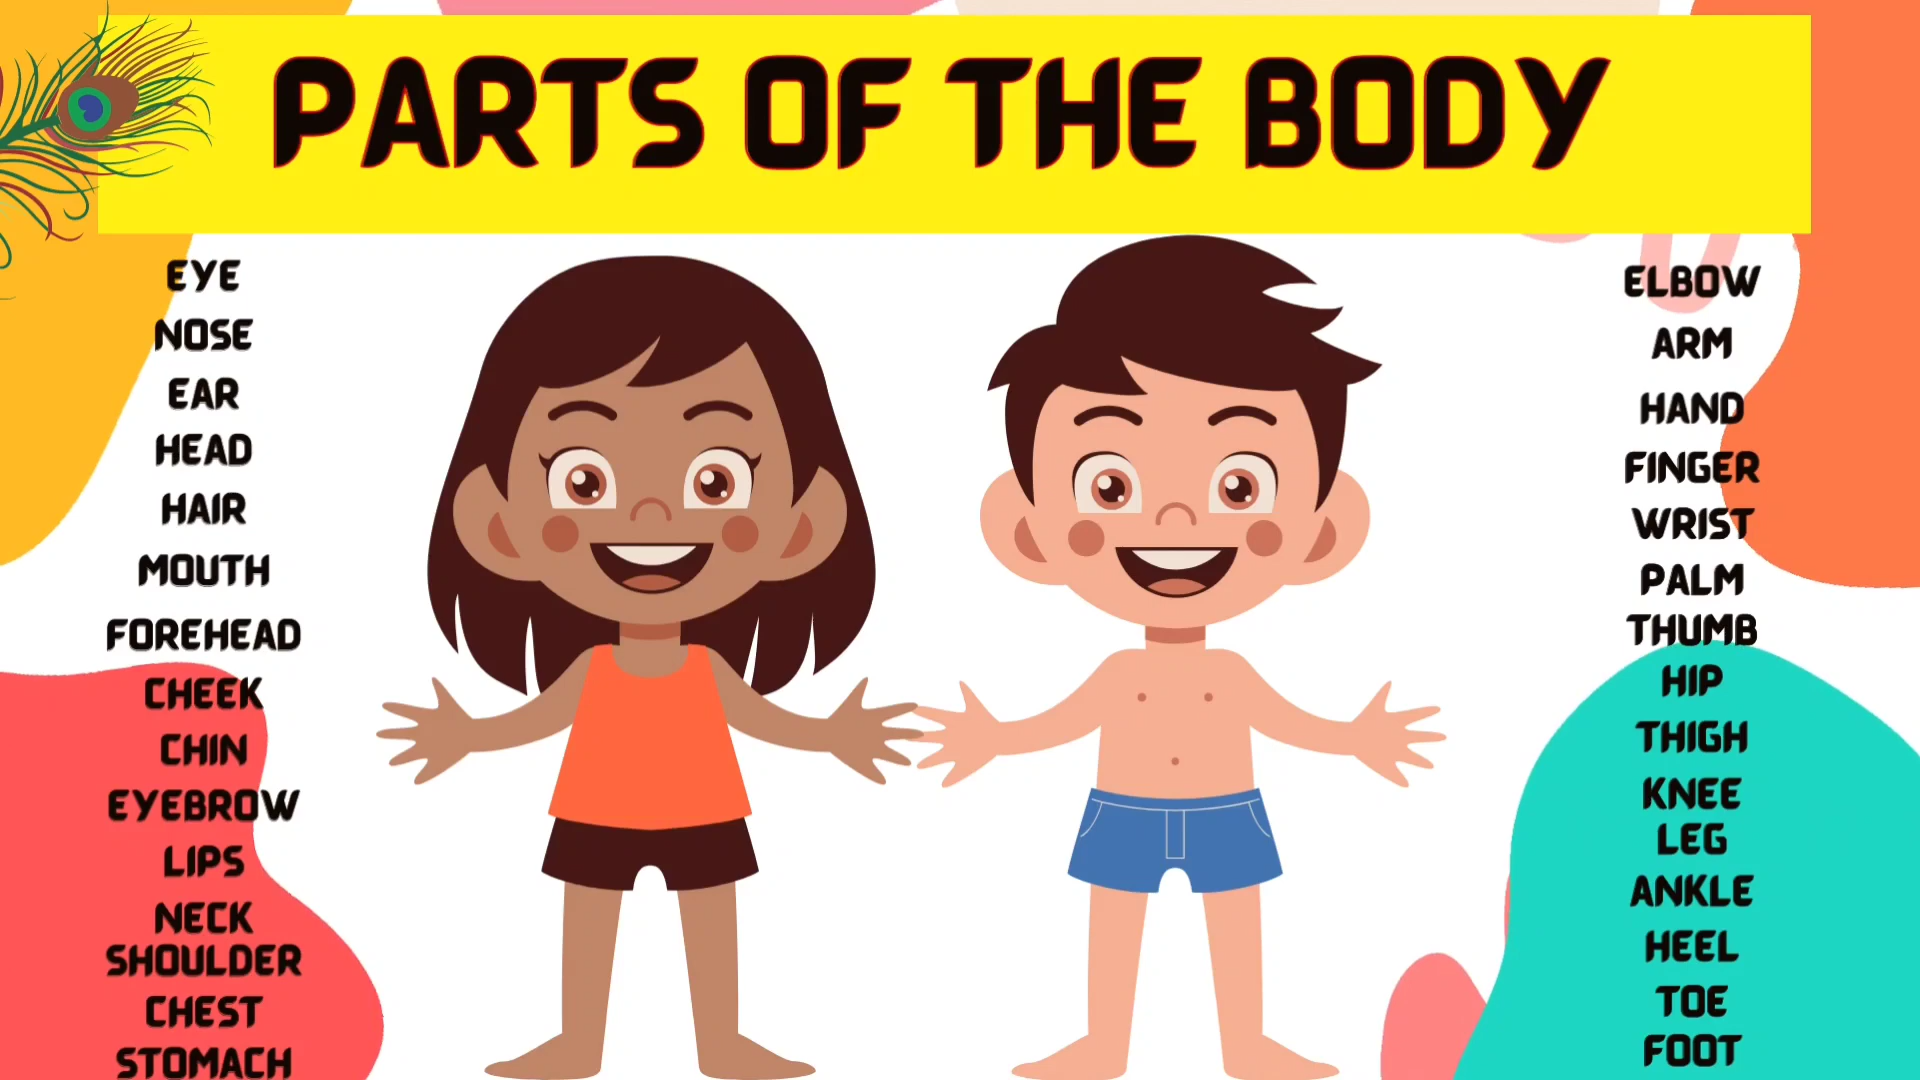 PARTS OF THE BODY
EYE
NOSE
EAR
HEAD
HAIR
MOUTH
FOREHEAD
CHEEK
CHIN
EYEBROW
LIPS
NECK
SHOULDER
CHEST
STOMACH
ELBOW
ARM
HAND
FINGER
WRIST
PALM
THUMB
HIP
THIGH
KNEE
LEG
ANKLE
HEEL
TOE
FOOT